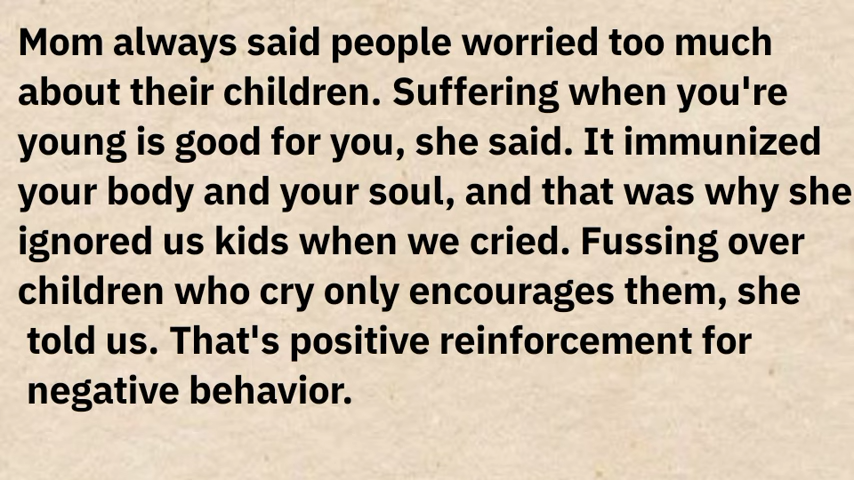 Mom always said people worried too much
about their children. Suffering when you're
young is good for you, she said. It immunized
your body and your soul, and that was why she
ignored us kids when we cried. Fussing over
children who cry only encourages them, she
told us. That's positive reinforcement for
negative behavior.